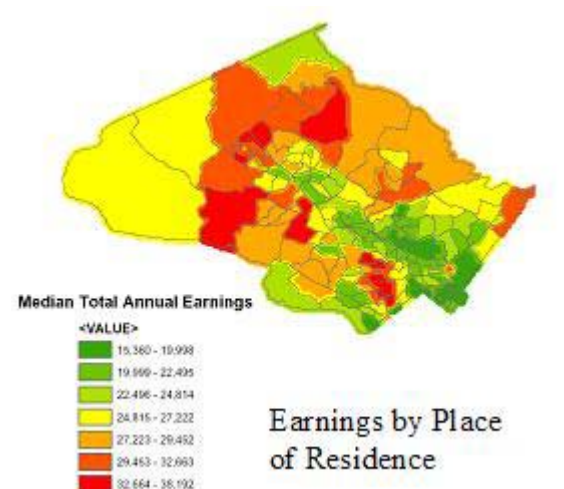 Median Total Annual Earnings
<VALUE>
15,360 - 19,998
19,999 - 22,495
22,496 - 24,814
24,815 - 27,222
27,223 - 29,452
29,453 - 32,663
32,664 - 38,192
Earnings by Place
of Residence